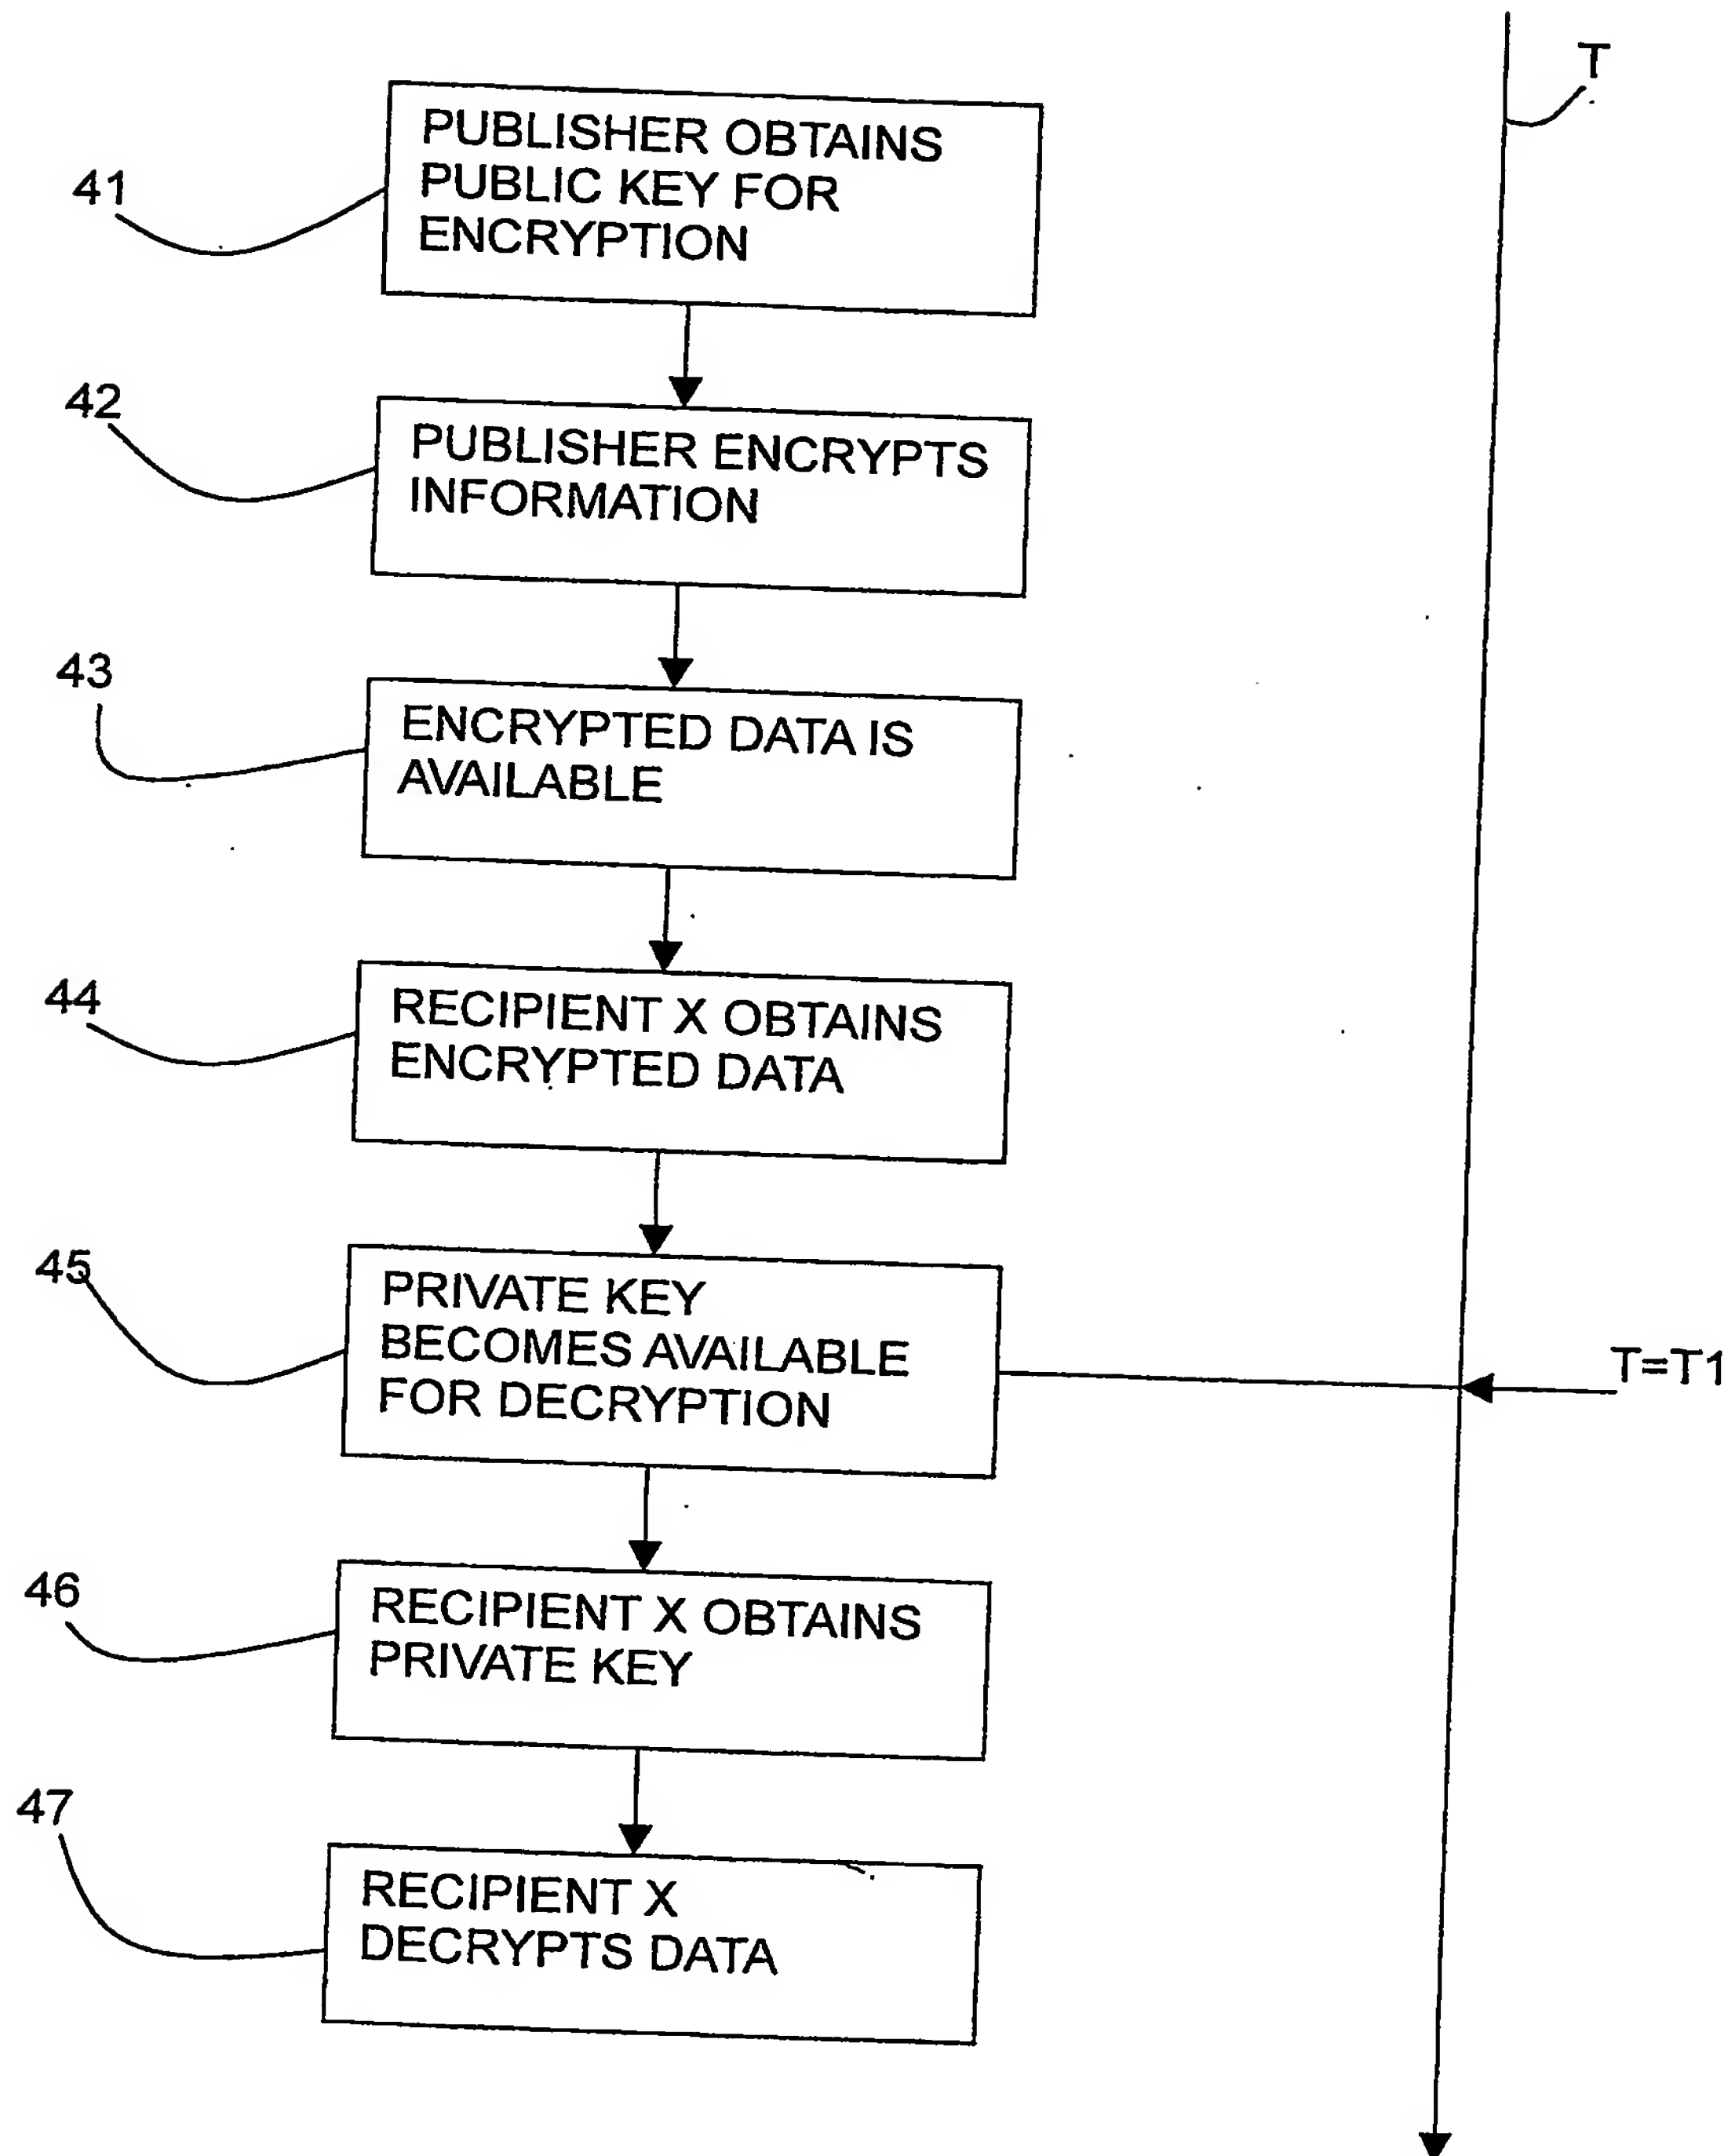 T
41
PUBLISHER OBTAINS
PUBLIC KEY FOR
ENCRYPTION
42
PUBLISHER ENCRYPTS
INFORMATION
43
ENCRYPTED DATA IS
AVAILABLE
44
RECIPIENT X OBTAINS
ENCRYPTED DATA
45
PRIVATE KEY
BECOMES AVAILABLE
FOR DECRYPTION
T=T1
46
RECIPIENT X OBTAINS
PRIVATE KEY
47
RECIPIENT X
DECRYPTS DATA